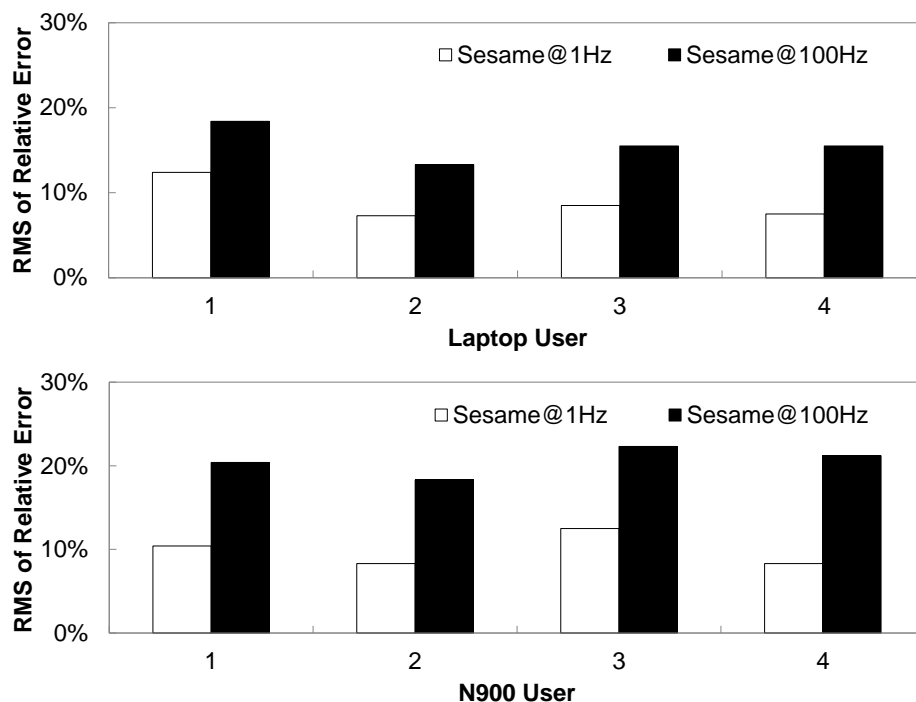 30%
Sesame@1Hz Sesame@100Hz
20%
10%
0%
RMS of Relative Error
1 2 3 4
Laptop User
30%
Sesame@1Hz Sesame@100Hz
20%
10%
0%
RMS of Relative Error
1 2 3 4
N900 User